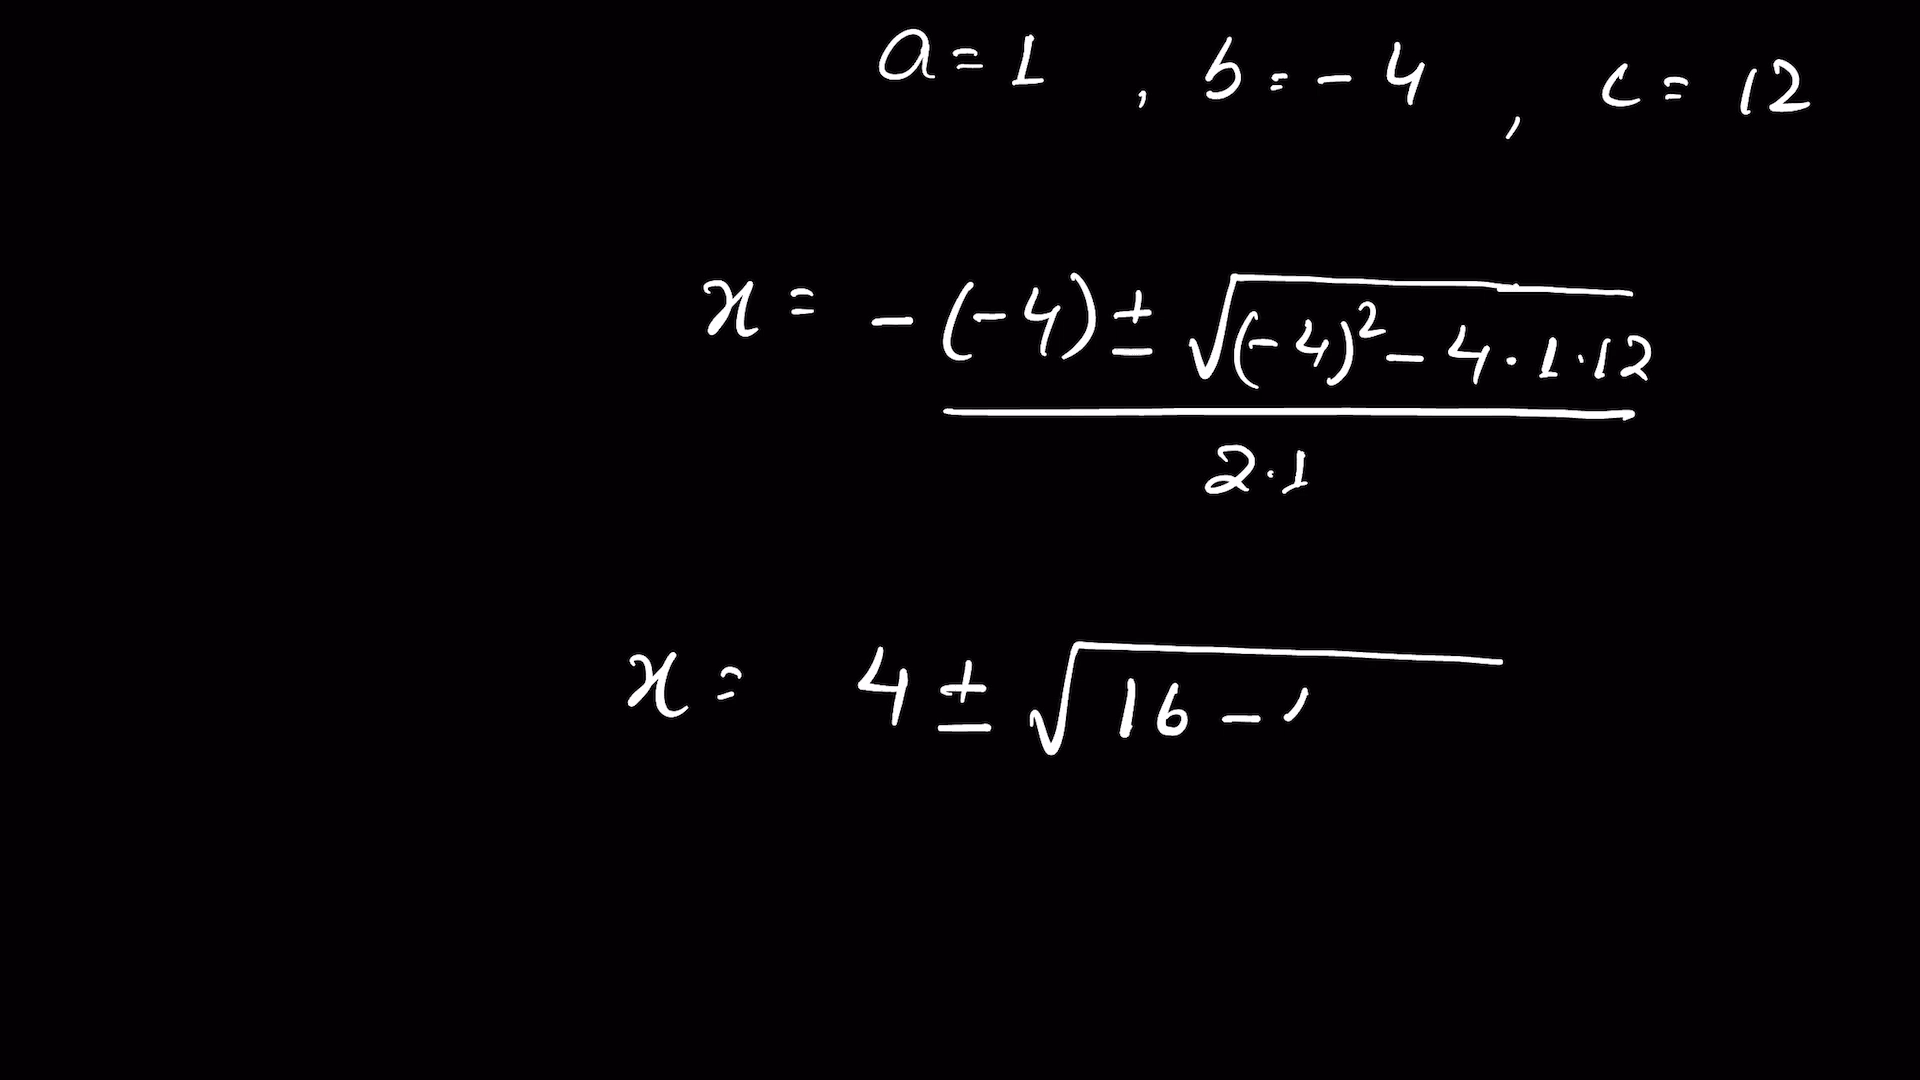 a = 1 , b = - 4 , c = 12
x = - (-4) ± √(-4)² - 4 · 1 · 12
2 · 1
x = 4 ± √16 -